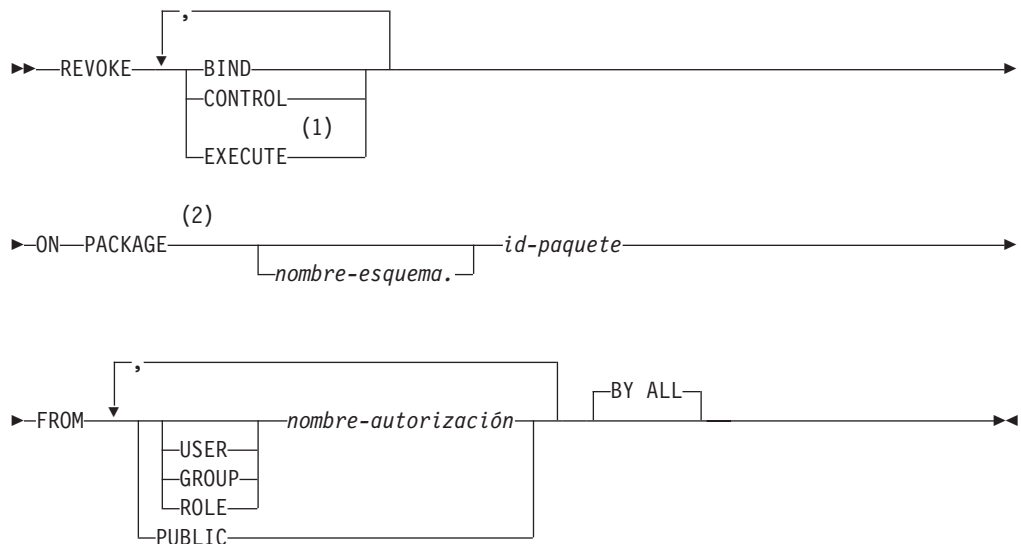 ,
REVOKE BIND
CONTROL
(1)
EXECUTE
(2)
ON PACKAGE id-paquete
nombre-esquema.
,
BY ALL
FROM nombre-autorización
USER
GROUP
ROLE
PUBLIC